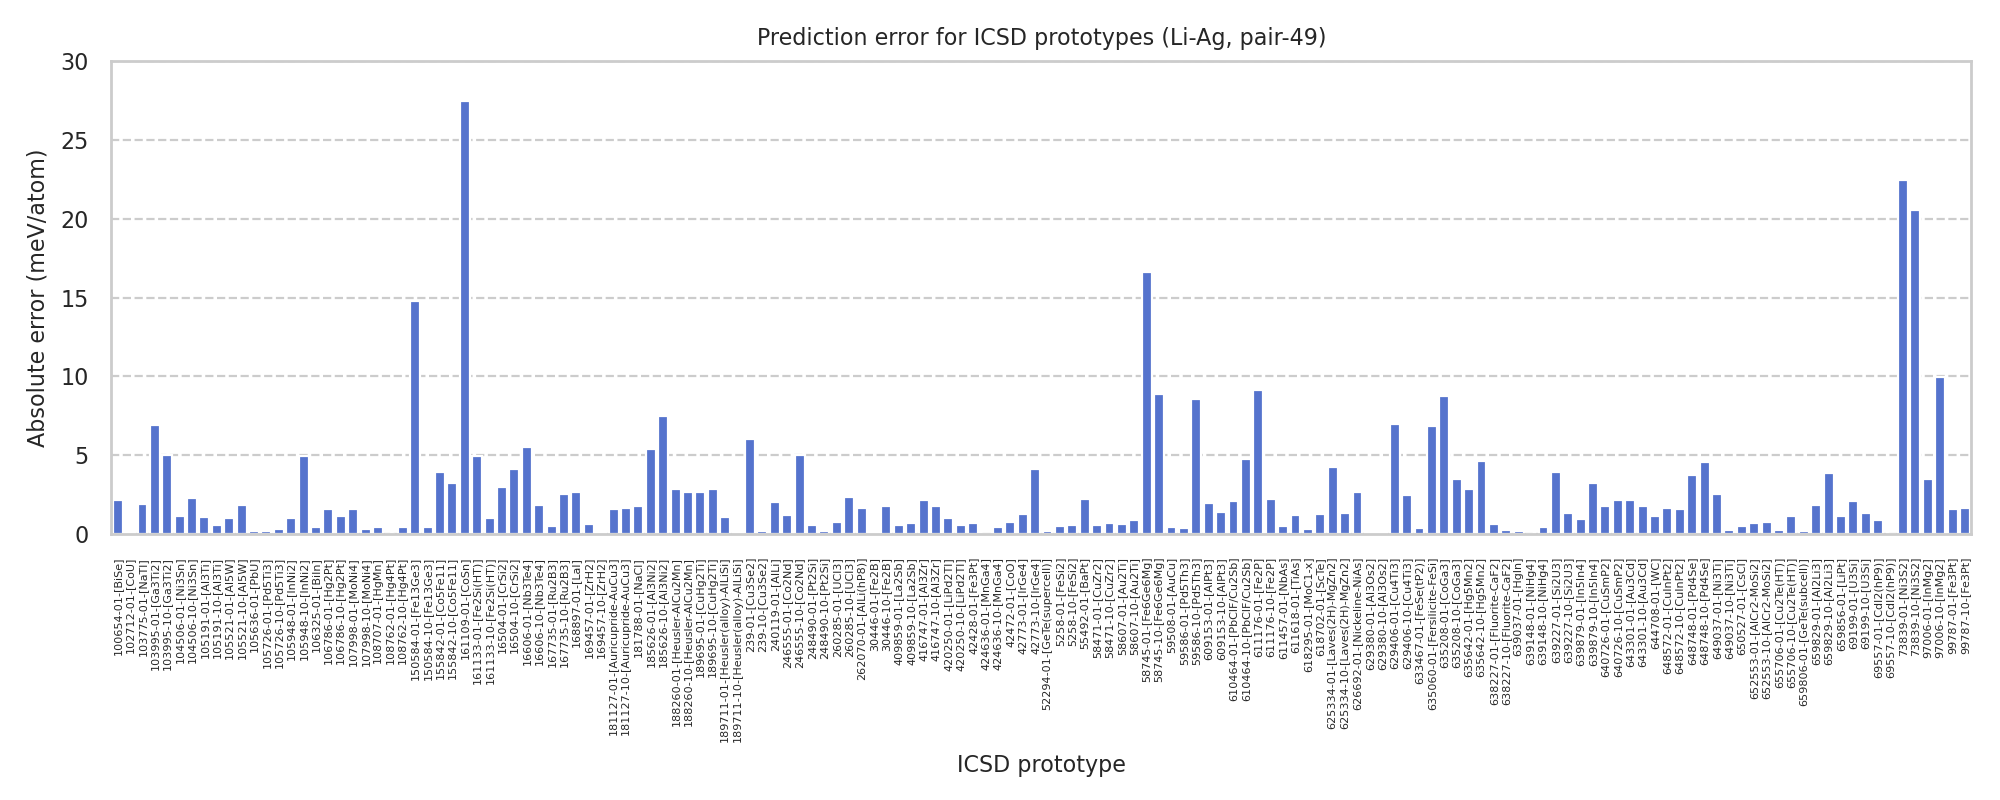 Prediction error for ICSD prototypes (Li-Ag, pair-49)
Absolute error (meV/atom)
30
25
20
15
10
5
0
100654-01-[BiSe]
102712-01-[CoU]
103775-01-[NaTl]
103995-01-[Ga3Ti2]
103995-10-[Ga3Ti2]
104506-01-[Ni3Sn]
104506-10-[Ni3Sn]
105191-01-[Al3Ti]
105191-10-[Al3Ti]
105521-01-[Al5W]
105521-10-[Al5W]
105636-01-[PbU]
105726-01-[Pd5Ti3]
105726-10-[Pd5Ti3]
105948-01-[InNi2]
105948-10-[InNi2]
106325-01-[BiIn]
106786-01-[Hg2Pt]
106786-10-[Hg2Pt]
107998-01-[MoNi4]
107998-10-[MoNi4]
108707-01-[HgMn]
108762-01-[Hg4Pt]
108762-10-[Hg4Pt]
150584-01-[Fe13Ge3]
150584-10-[Fe13Ge3]
155842-01-[Co5Fe11]
155842-10-[Co5Fe11]
161109-01-[CoSn]
161133-01-[Fe2Si(HT)]
161133-10-[Fe2Si(HT)]
16504-01-[CrSi2]
16504-10-[CrSi2]
16606-01-[Nb3Te4]
16606-10-[Nb3Te4]
167735-01-[Ru2B3]
167735-10-[Ru2B3]
168897-01-[LaI]
169457-01-[ZrH2]
169457-10-[ZrH2]
181127-01-[Auricupride-AuCu3]
181127-10-[Auricupride-AuCu3]
181788-01-[NaCl]
185626-01-[Al3Ni2]
185626-10-[Al3Ni2]
188260-01-[Heusler-AlCu2Mn]
188260-10-[Heusler-AlCu2Mn]
189695-01-[CuHg2Ti]
189695-10-[CuHg2Ti]
189711-01-[Heusler(alloy)-AlLiSi]
189711-10-[Heusler(alloy)-AlLiSi]
239-01-[Cu3Se2]
239-10-[Cu3Se2]
240119-01-[AlLi]
246555-01-[Co2Nd]
246555-10-[Co2Nd]
248490-01-[Pt2Si]
248490-10-[Pt2Si]
260285-01-[UCl3]
260285-10-[UCl3]
262070-01-[AlLi(hP8)]
30446-01-[Fe2B]
30446-10-[Fe2B]
409859-01-[La2Sb]
409859-10-[La2Sb]
416747-01-[Al3Zr]
416747-10-[Al3Zr]
420250-01-[LiPd2Tl]
420250-10-[LiPd2Tl]
42428-01-[Fe3Pt]
424636-01-[MnGa4]
424636-10-[MnGa4]
42472-01-[CoO]
42773-01-[IrGe4]
42773-10-[IrGe4]
52294-01-[GeTe(supercell)]
5258-01-[FeSi2]
5258-10-[FeSi2]
55492-01-[BaPt]
58471-01-[CuZr2]
58471-10-[CuZr2]
58607-01-[Au2Ti]
58607-10-[Au2Ti]
58745-01-[Fe6Ge6Mg]
58745-10-[Fe6Ge6Mg]
59508-01-[AuCu]
59586-01-[Pd5Th3]
59586-10-[Pd5Th3]
609153-01-[AlPt3]
609153-10-[AlPt3]
610464-01-[PbClF/Cu2Sb]
610464-10-[PbClF/Cu2Sb]
611176-01-[Fe2P]
611176-10-[Fe2P]
611457-01-[NbAs]
611618-01-[TiAs]
618295-01-[MoC1-x]
618702-01-[ScTe]
625334-01-[Laves(2H)-MgZn2]
625334-10-[Laves(2H)-MgZn2]
626692-01-[Nickeline-NiAs]
629380-01-[Al3Os2]
629380-10-[Al3Os2]
629406-01-[Cu4Ti3]
629406-10-[Cu4Ti3]
633467-01-[FeSe(tP2)]
635060-01-[Fersilicite-FeSi]
635208-01-[CoGa3]
635208-10-[CoGa3]
635642-01-[Hg5Mn2]
635642-10-[Hg5Mn2]
638227-01-[Fluorite-CaF2]
638227-10-[Fluorite-CaF2]
639037-01-[HgIn]
639148-01-[NiHg4]
639148-10-[NiHg4]
639227-01-[Si2U3]
639227-10-[Si2U3]
639879-01-[In5In4]
639879-10-[In5In4]
640726-01-[CuSmP2]
640726-10-[CuSmP2]
643301-01-[Au3Cd]
643301-10-[Au3Cd]
644708-01-[WC]
648572-01-[CuInPt2]
648572-10-[CuInPt2]
648748-01-[Pd4Se]
648748-10-[Pd4Se]
649037-01-[Ni3Ti]
649037-10-[Ni3Ti]
650527-01-[CsCl]
652553-01-[AlCr2-MoSi2]
652553-10-[AlCr2-MoSi2]
655706-01-[Cu2Te(HT)]
655706-10-[Cu2Te(HT)]
659806-01-[GeTe(subcell)]
659829-01-[Al2Li3]
659829-10-[Al2Li3]
659856-01-[LiPt]
69199-01-[U3Si]
69199-10-[U3Si]
69557-01-[CdI2(hP9)]
69557-10-[CdI2(hP9)]
73839-01-[Ni3S2]
73839-10-[Ni3S2]
97006-01-[InMg2]
97006-10-[InMg2]
99787-01-[Fe3Pt]
99787-10-[Fe3Pt]
ICSD prototype